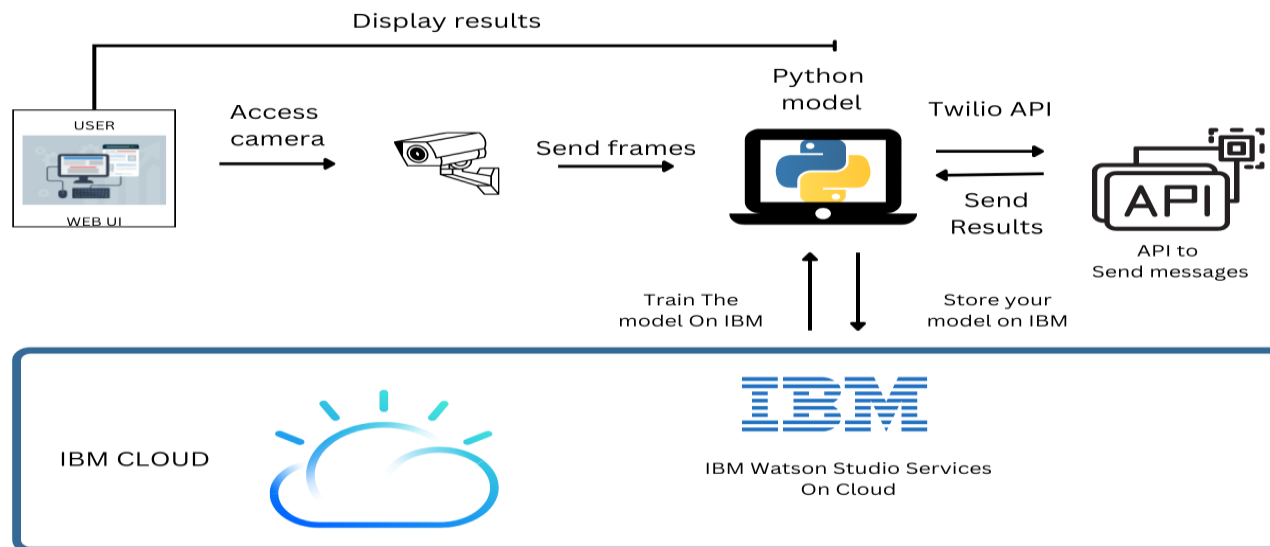 Display results
USER
WEB UI
Access
camera
Send frames
Python
model
Twilio API
Send
Results
API
API to
Send messages
Train The
model On IBM
Store your
model on IBM
IBM CLOUD
IBM
IBM Watson Studio Services
On Cloud